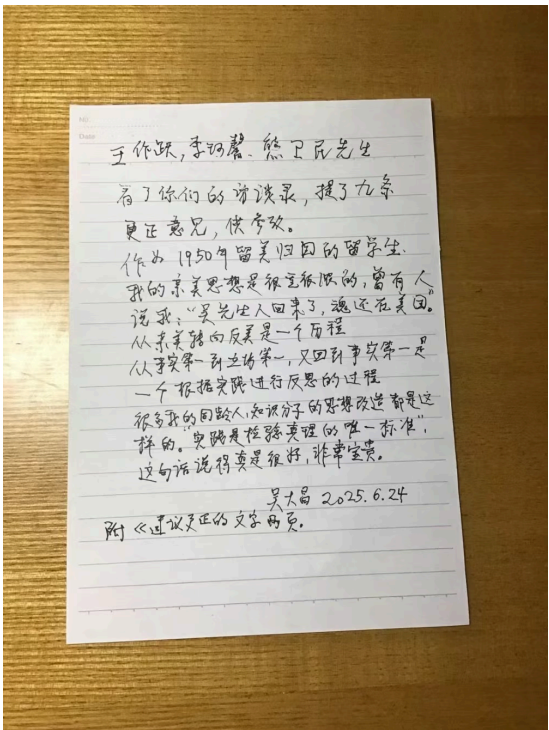 No.
Date
王作跃,李珂馨、熊卫民先生
看了你们的访谈录,提了九条
更正意见,供参考。
作为1950年留美归国的留学生、
我的亲美思想是很重很浓的,曾有人
说我:“吴先生人回来了,魂还在美国。”
从亲美转向反美是一个历程
从事实第一到立场第一,又回到事实第一是
一个根据实践进行反思的过程
很多我的同龄人,知识分子的思想改造都是这
样的。“实践是检验真理的唯一标准”,
这句话说得真是很好,非常宝贵。
吴大昌 2025.6.24
附《建议更正的文字两页。